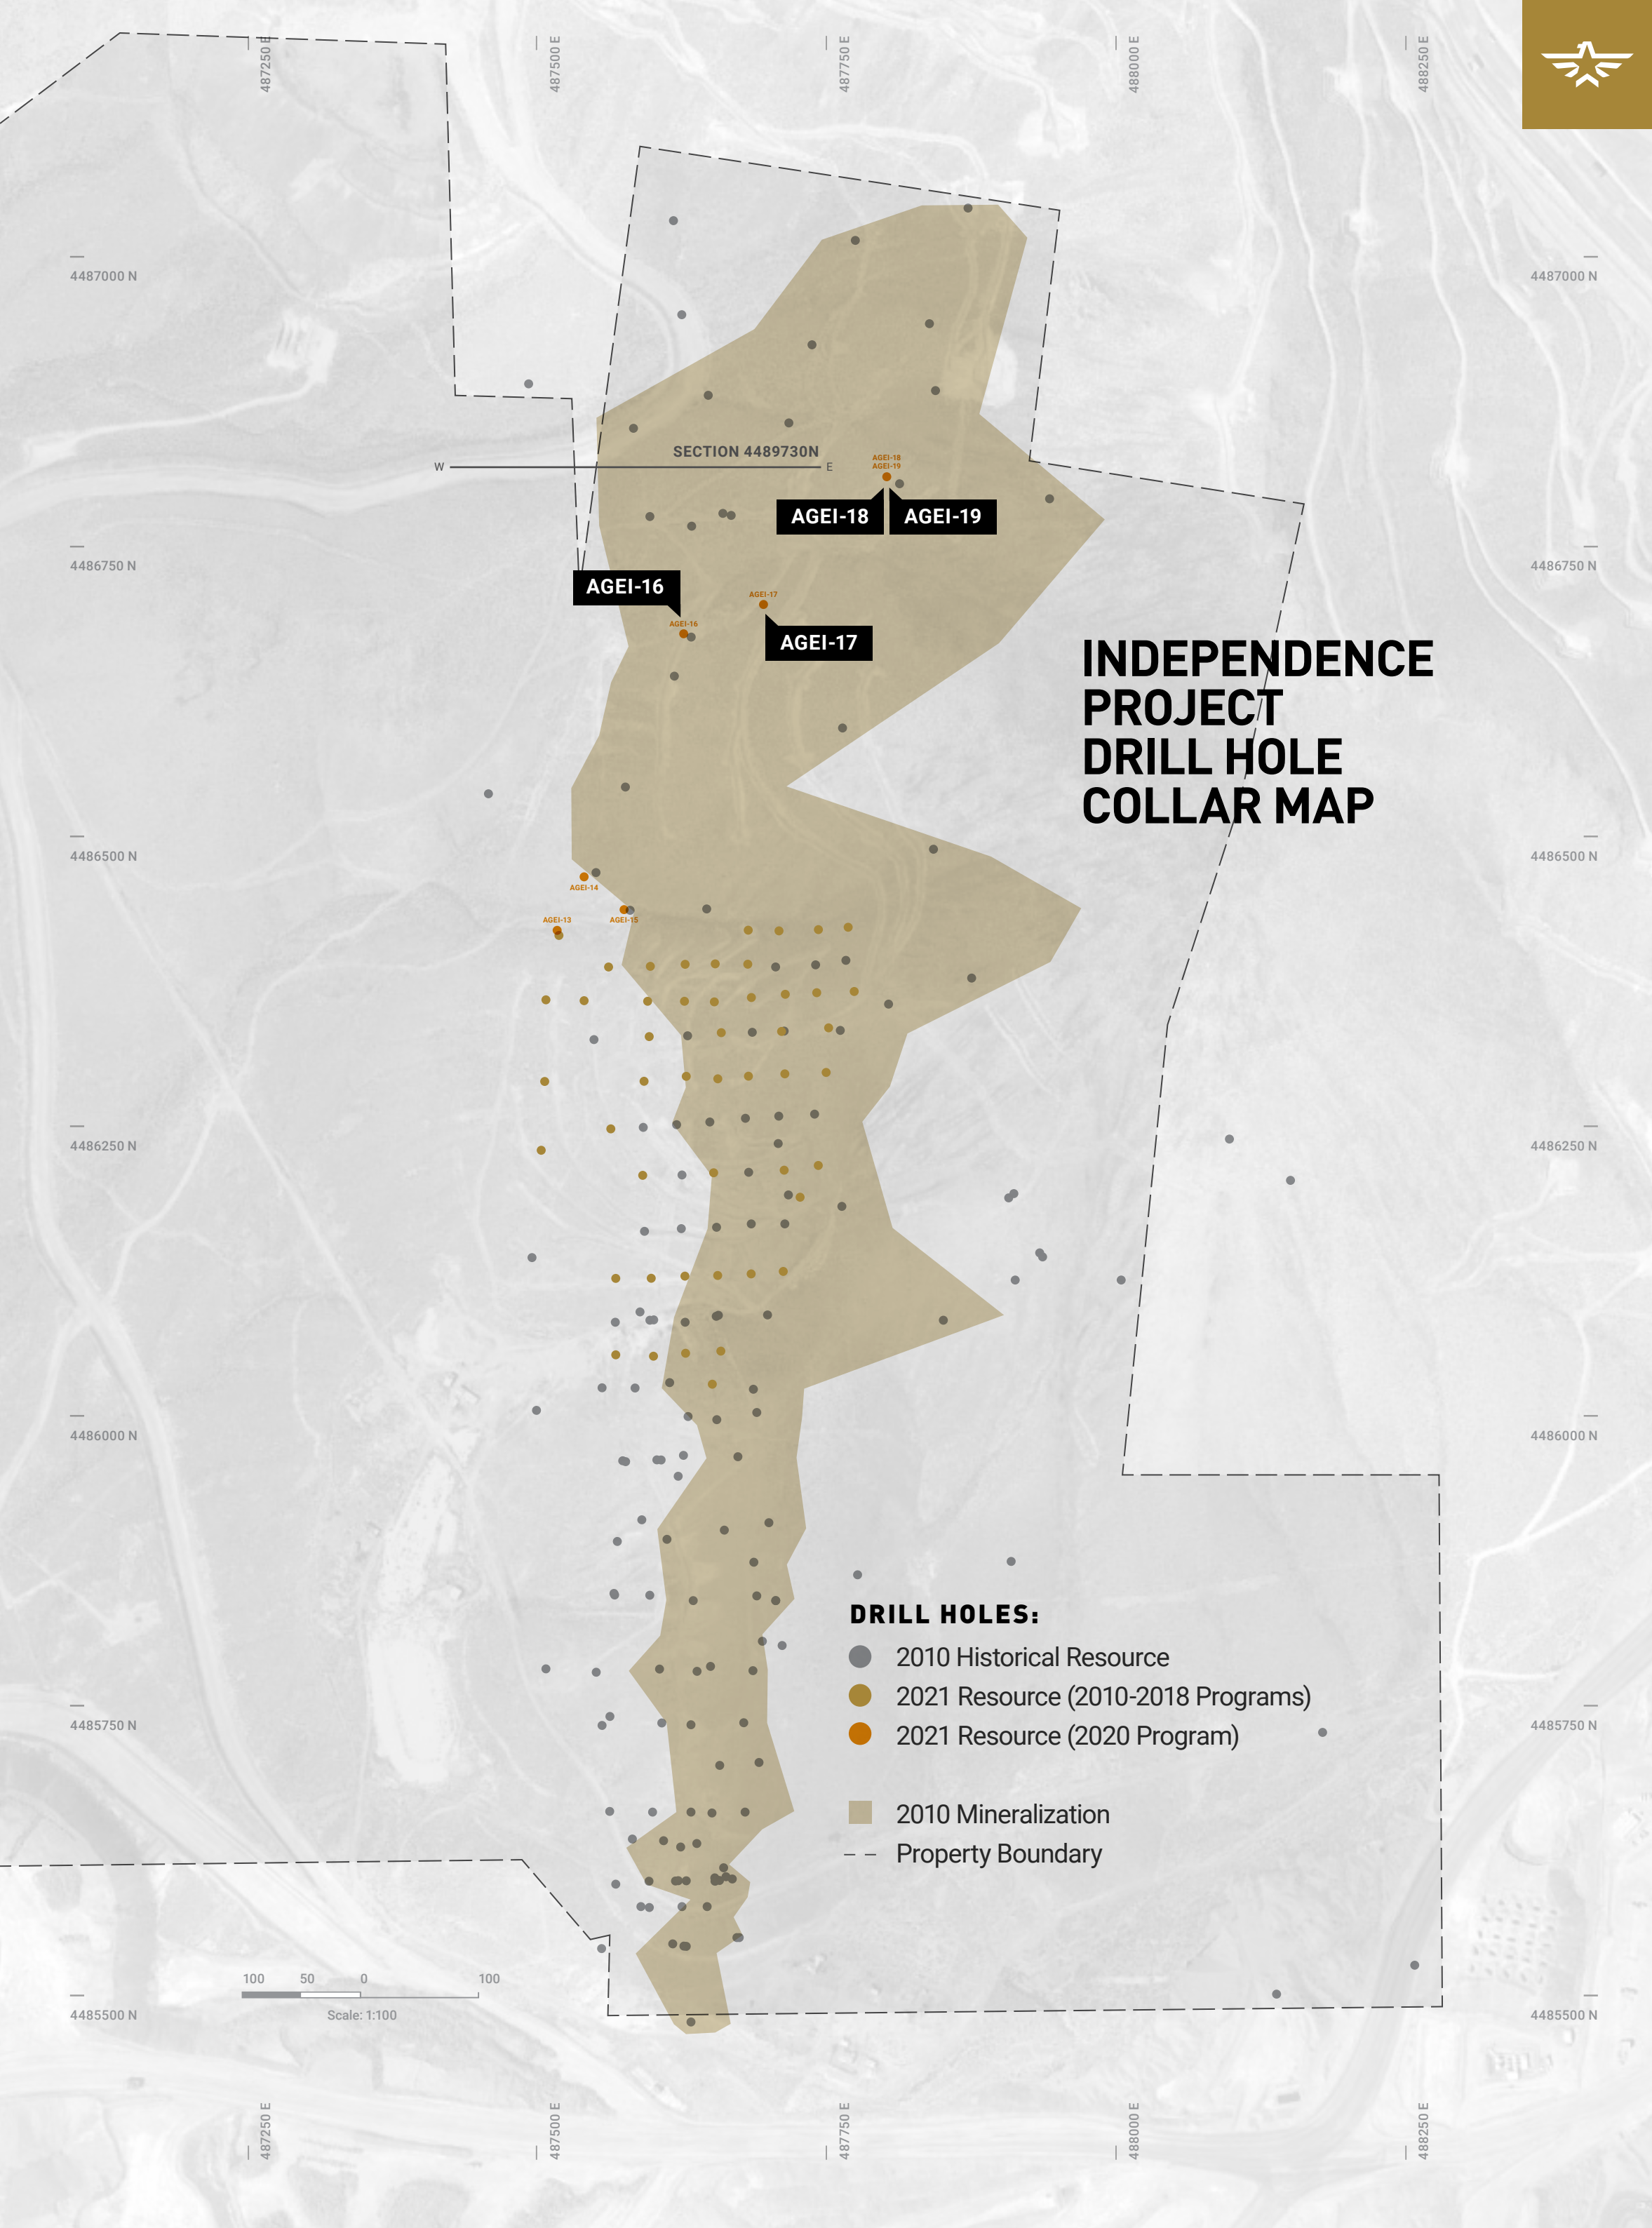 487250 E
487500 E
487750 E
488000 E
488250 E
4487000 N
4487000 N
SECTION 4489730N
W
E
AGEI-18
AGEI-19
AGEI-18
AGEI-19
4486750 N
4486750 N
AGEI-16
AGEI-17
AGEI-16
AGEI-17
INDEPENDENCE
PROJECT
DRILL HOLE
COLLAR MAP
4486500 N
4486500 N
AGEI-14
AGEI-13
AGEI-15
4486250 N
4486250 N
4486000 N
4486000 N
DRILL HOLES:
2010 Historical Resource
2021 Resource (2010-2018 Programs)
2021 Resource (2020 Program)
4485750 N
4485750 N
2010 Mineralization
Property Boundary
100 50 0 100
Scale: 1:100
4485500 N
4485500 N
487250 E
487500 E
487750 E
488000 E
488250 E